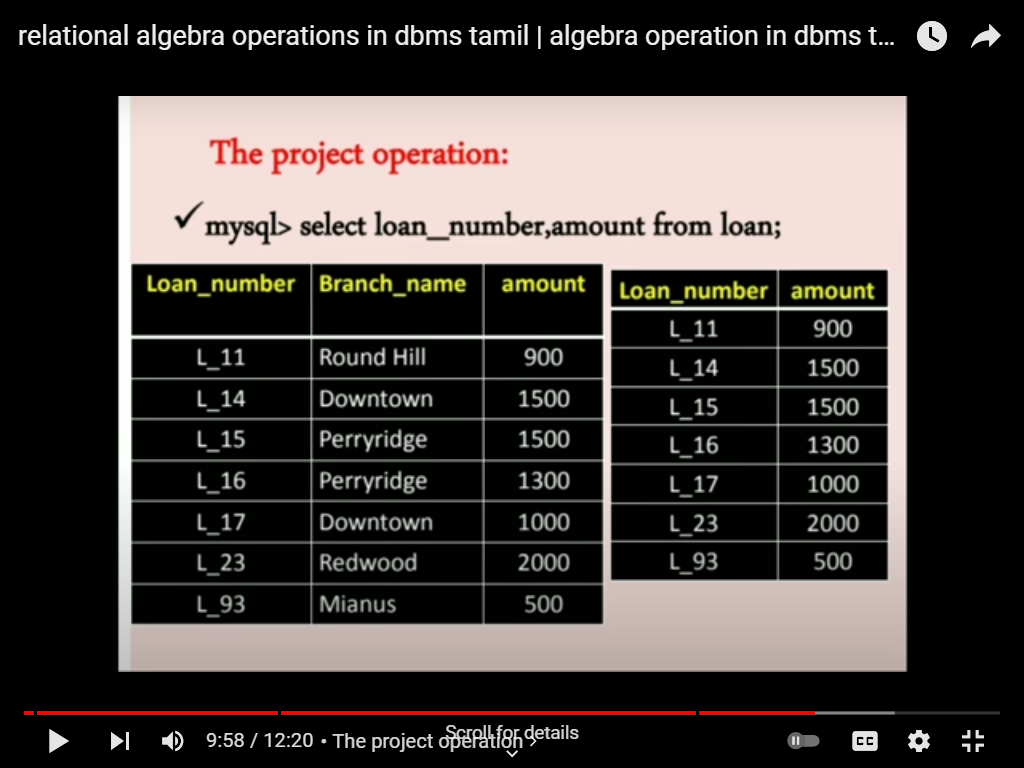 relational algebra operations in dbms tamil | algebra operation in dbms t...
The project operation:
✓ mysql> select loan_number,amount from loan;
Loan_number Branch_name amount
L_11 Round Hill 900
L_14 Downtown 1500
L_15 Perryridge 1500
L_16 Perryridge 1300
L_17 Downtown 1000
L_23 Redwood 2000
L_93 Mianus 500
Loan_number amount
L_11 900
L_14 1500
L_15 1500
L_16 1300
L_17 1000
L_23 2000
L_93 500
Scroll for details
9:58 / 12:20 • The project operation ›
CC